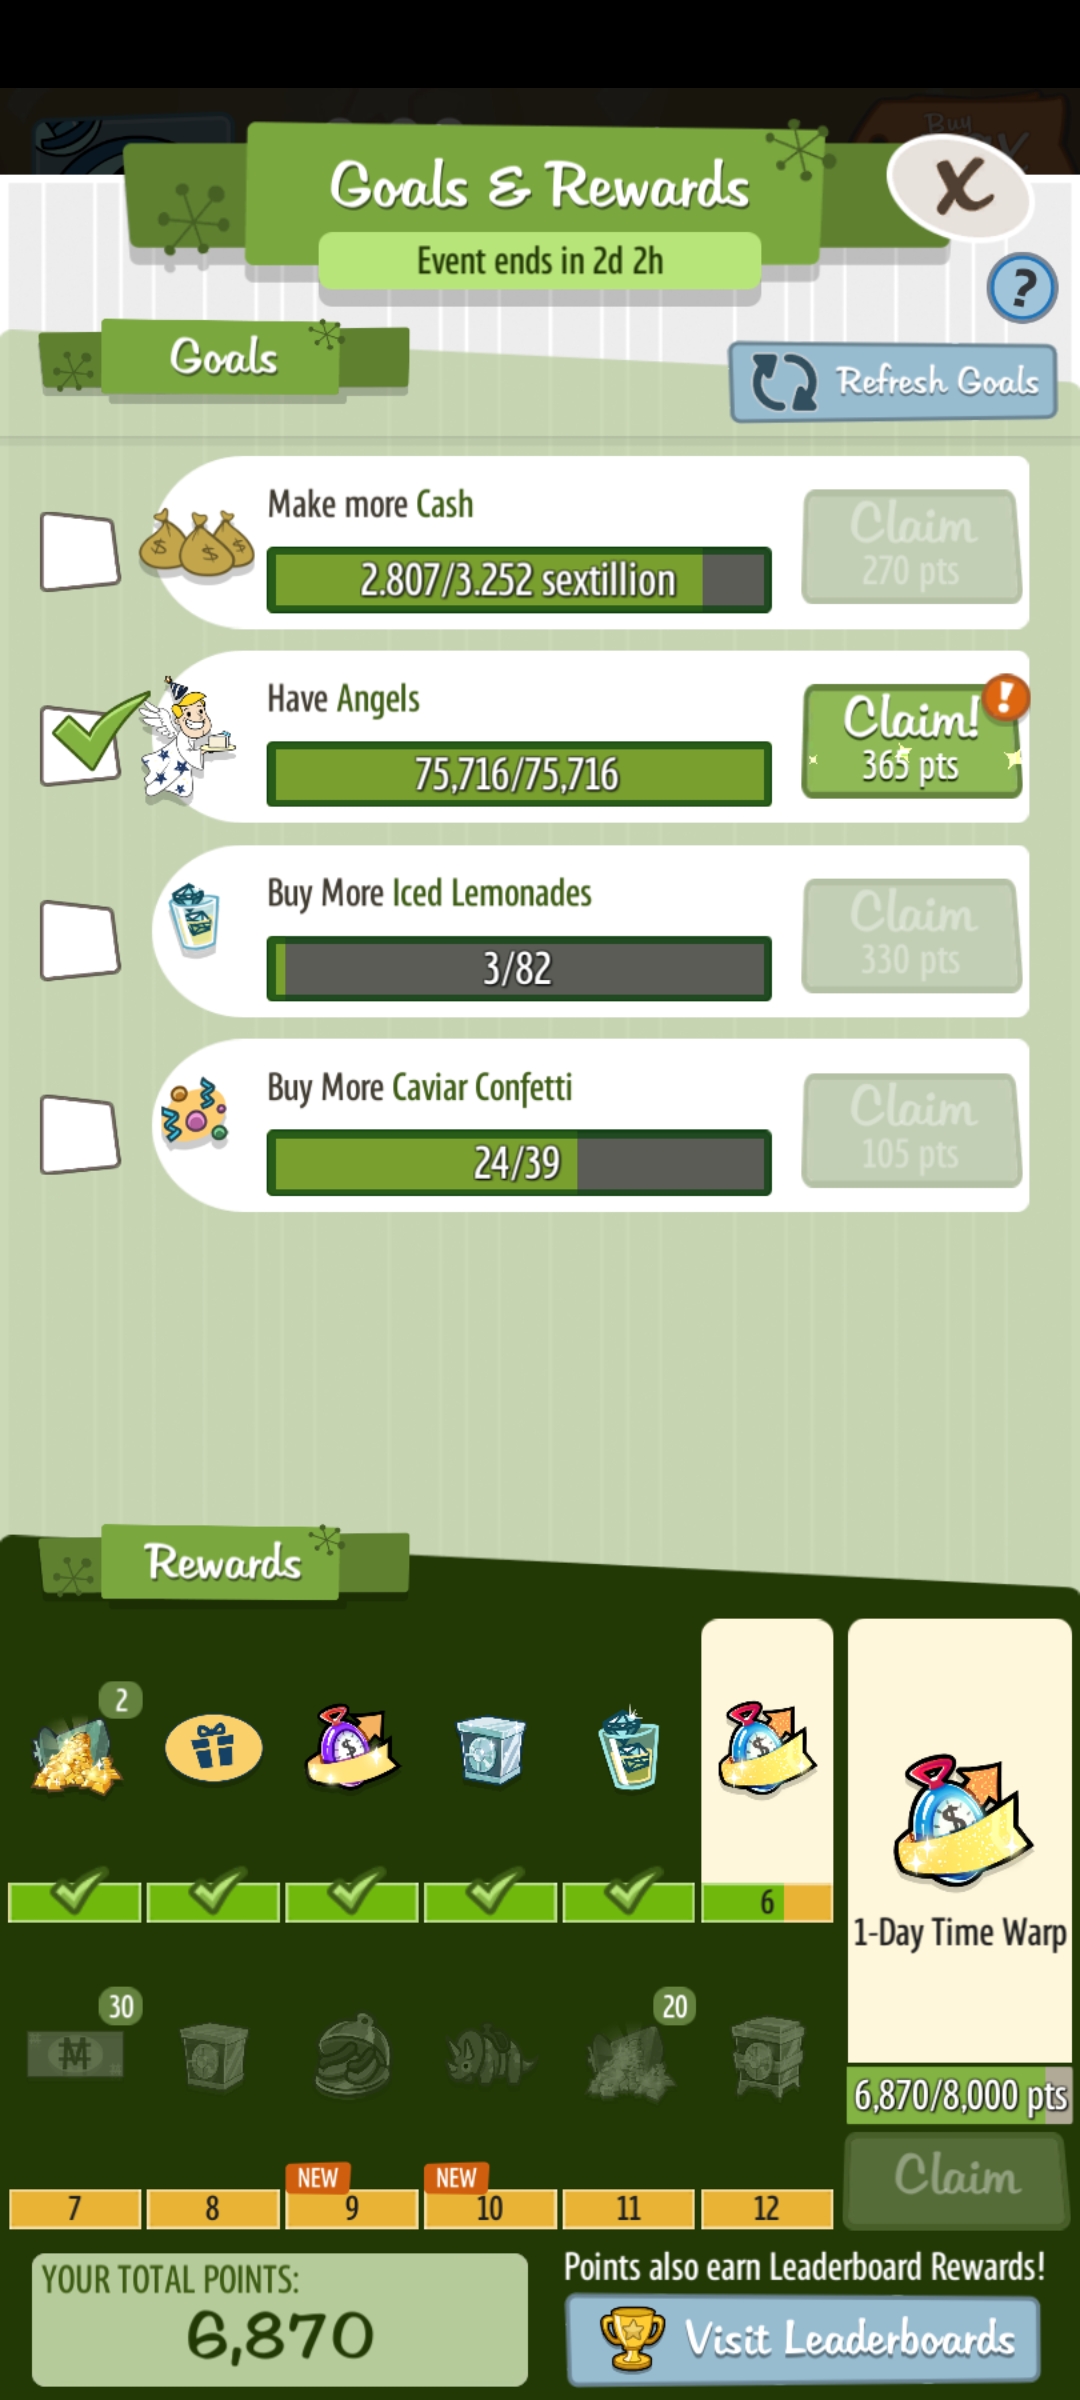 Buy
Goals & Rewards
X
Event ends in 2d 2h
?
Goals
Refresh Goals
Make more Cash
2.807/3.252 sextillion
Claim
270 pts
Have Angels
75,716/75,716
Claim!
365 pts
!
Buy More Iced Lemonades
3/82
Claim
330 pts
Buy More Caviar Confetti
24/39
Claim
105 pts
Rewards
2
6
1-Day Time Warp
30
20
6,870/8,000 pts
Claim
NEW
NEW
7
8
9
10
11
12
YOUR TOTAL POINTS:
6,870
Points also earn Leaderboard Rewards!
Visit Leaderboards